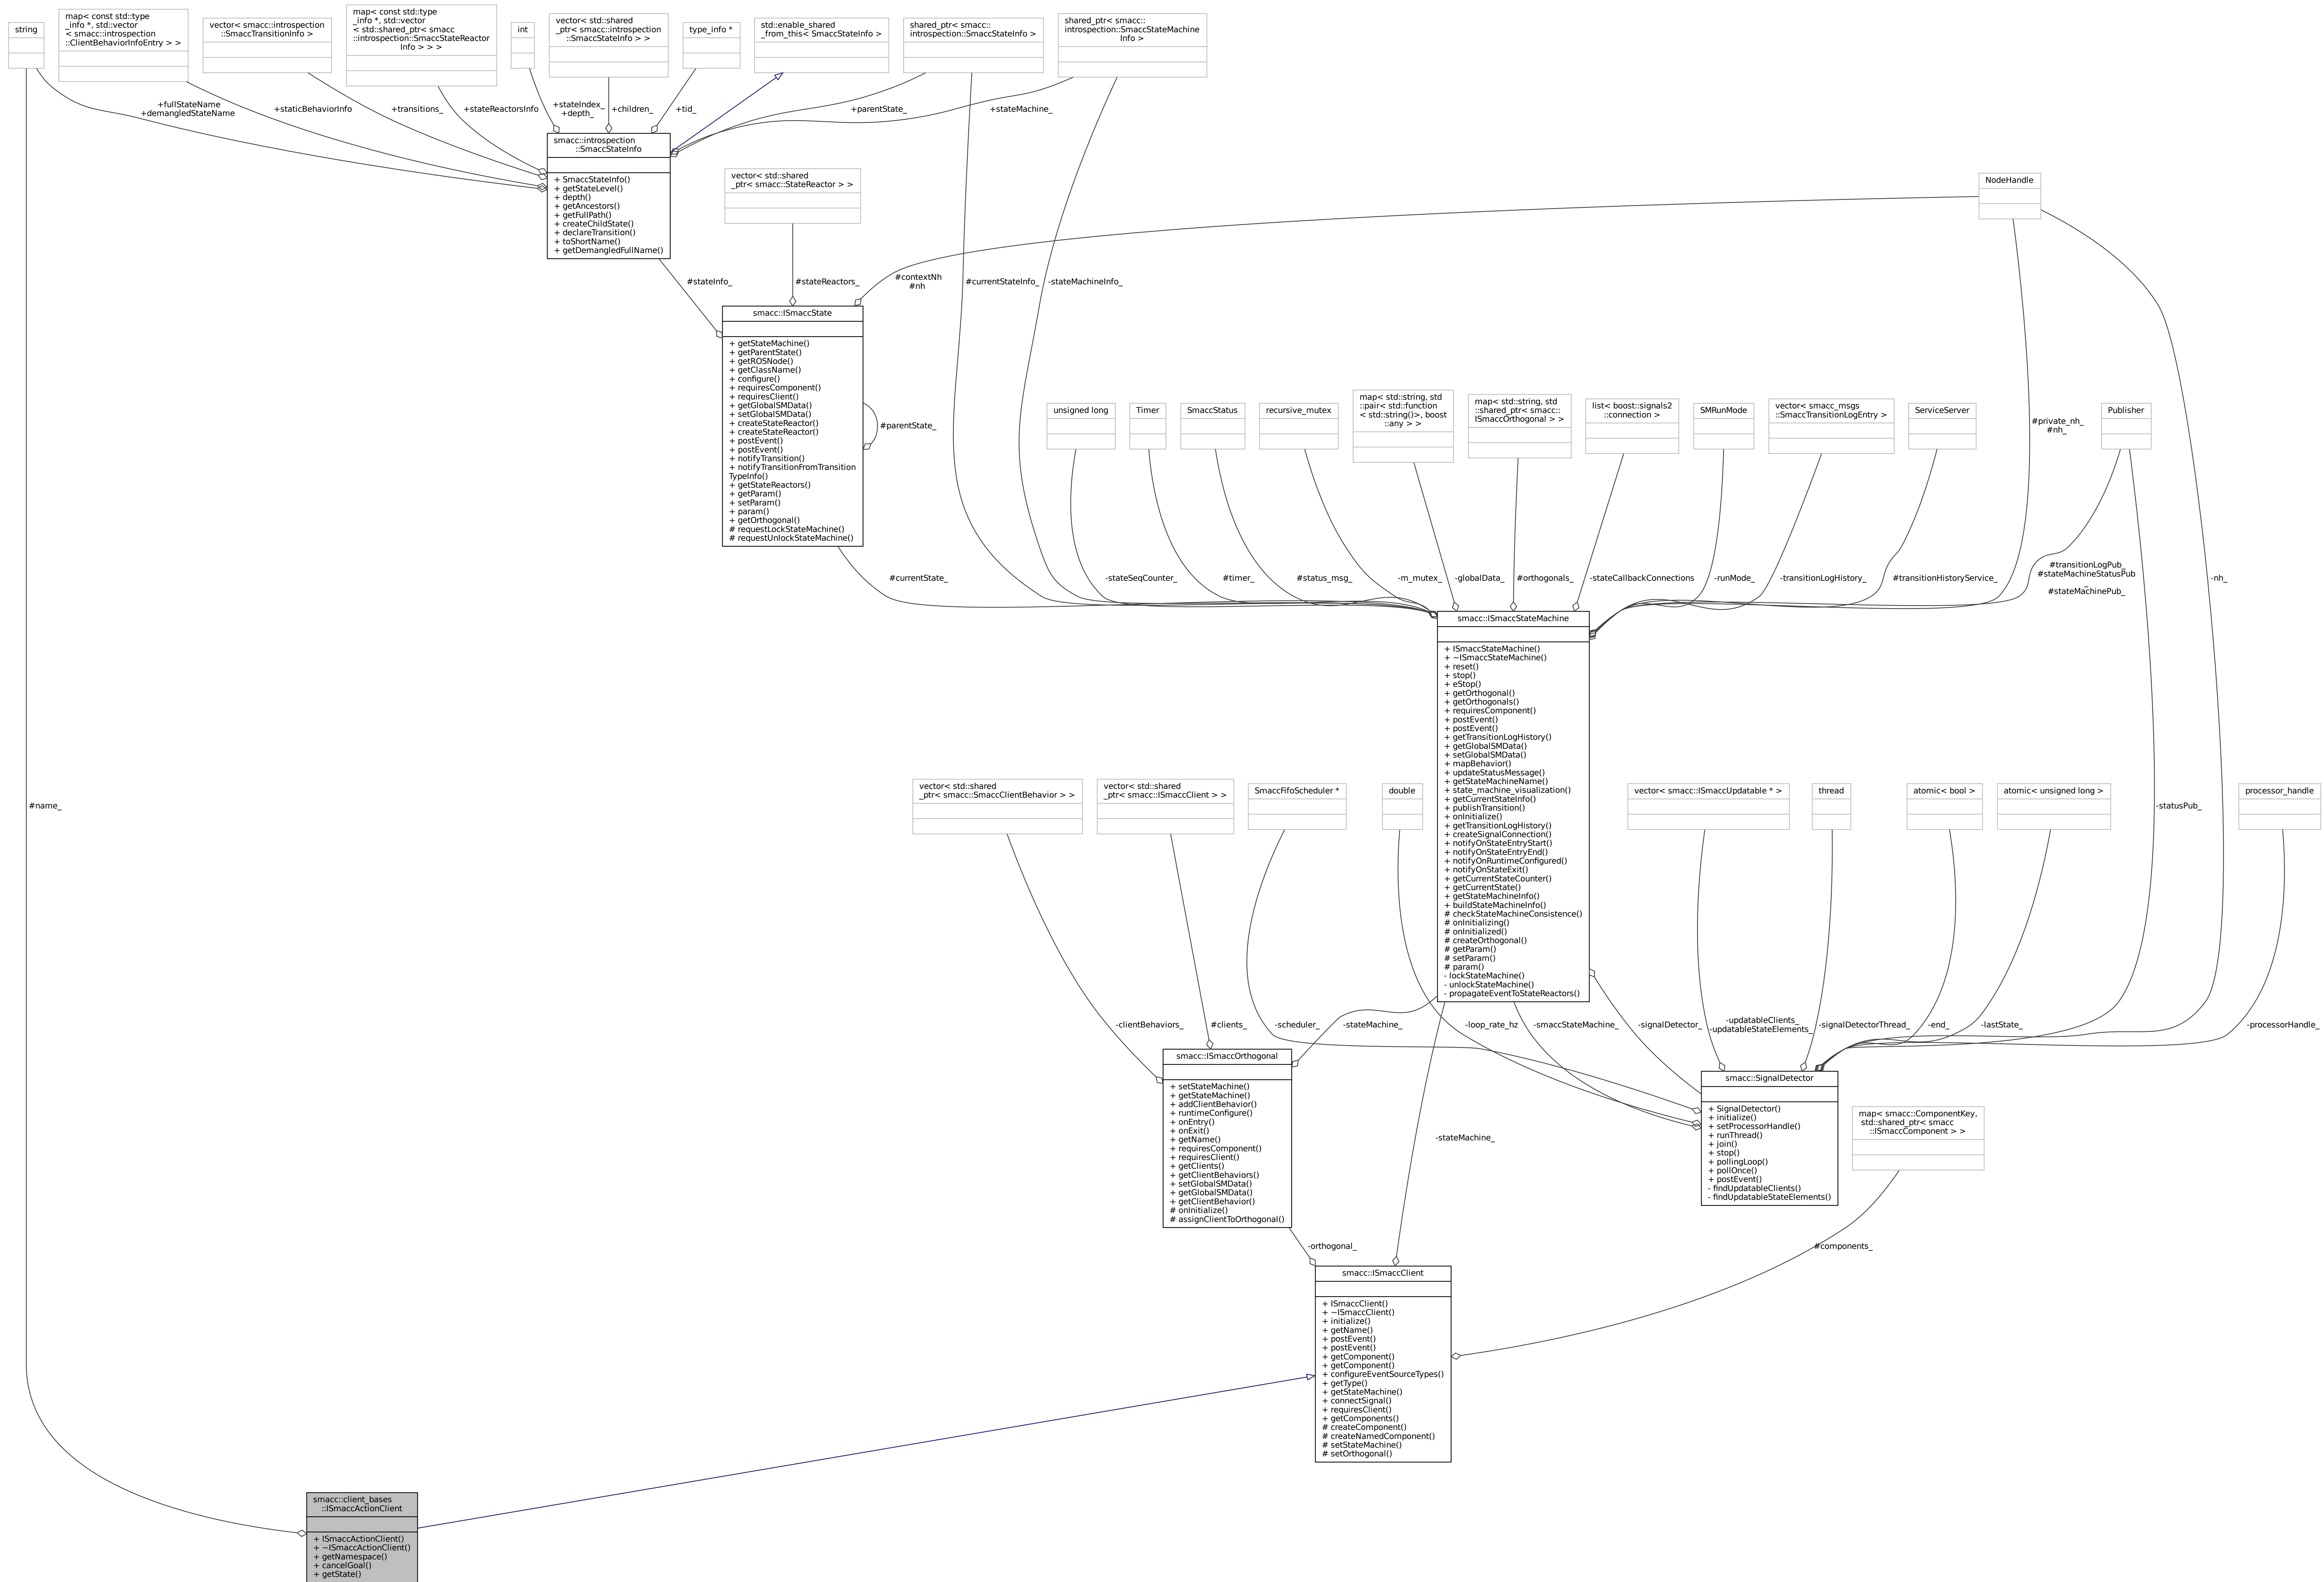 string
map< const std::type
_info *, std::vector
< smacc::introspection
::ClientBehaviorInfoEntry > >
vector< smacc::introspection
::SmaccTransitionInfo >
map< const std::type
_info *, std::vector
< std::shared_ptr< smacc
::introspection::SmaccStateReactor
Info > > >
int
vector< std::shared
_ptr< smacc::introspection
::SmaccStateInfo > >
type_info *
std::enable_shared
_from_this< SmaccStateInfo >
shared_ptr< smacc::
introspection::SmaccStateInfo >
shared_ptr< smacc::
introspection::SmaccStateMachine
Info >
+fullStateName
+demangledStateName
+staticBehaviorInfo
+transitions_
+stateReactorsInfo
+stateIndex_
+depth_
+children_
+tid_
+parentState_
+stateMachine_
smacc::introspection
::SmaccStateInfo
+ SmaccStateInfo()
+ getStateLevel()
+ depth()
+ getAncestors()
+ getFullPath()
+ createChildState()
+ declareTransition()
+ toShortName()
+ getDemangledFullName()
vector< std::shared
_ptr< smacc::StateReactor > >
NodeHandle
#stateInfo_
#stateReactors_
#contextNh
#nh
#currentStateInfo_
-stateMachineInfo_
smacc::ISmaccState
+ getStateMachine()
+ getParentState()
+ getROSNode()
+ getClassName()
+ configure()
+ requiresComponent()
+ requiresClient()
+ getGlobalSMData()
+ setGlobalSMData()
+ createStateReactor()
+ createStateReactor()
+ postEvent()
+ postEvent()
+ notifyTransition()
+ notifyTransitionFromTransition
TypeInfo()
+ getStateReactors()
+ getParam()
+ setParam()
+ param()
+ getOrthogonal()
# requestLockStateMachine()
# requestUnlockStateMachine()
#parentState_
unsigned long
Timer
SmaccStatus
recursive_mutex
map< std::string, std
::pair< std::function
< std::string()>, boost
::any > >
map< std::string, std
::shared_ptr< smacc::
ISmaccOrthogonal > >
list< boost::signals2
::connection >
SMRunMode
vector< smacc_msgs
::SmaccTransitionLogEntry >
ServiceServer
#private_nh_
#nh_
Publisher
#currentState_
-stateSeqCounter_
#timer_
#status_msg_
-m_mutex_
-globalData_
#orthogonals_
-stateCallbackConnections
-runMode_
-transitionLogHistory_
#transitionHistoryService_
#transitionLogPub_
#stateMachineStatusPub
_
#stateMachinePub_
-nh_
smacc::ISmaccStateMachine
+ ISmaccStateMachine()
+ ~ISmaccStateMachine()
+ reset()
+ stop()
+ eStop()
+ getOrthogonal()
+ getOrthogonals()
+ requiresComponent()
+ postEvent()
+ postEvent()
+ getTransitionLogHistory()
+ getGlobalSMData()
+ setGlobalSMData()
+ mapBehavior()
+ updateStatusMessage()
+ getStateMachineName()
+ state_machine_visualization()
+ getCurrentStateInfo()
+ publishTransition()
+ onInitialize()
+ getTransitionLogHistory()
+ createSignalConnection()
+ notifyOnStateEntryStart()
+ notifyOnStateEntryEnd()
+ notifyOnRuntimeConfigured()
+ notifyOnStateExit()
+ getCurrentStateCounter()
+ getCurrentState()
+ getStateMachineInfo()
+ buildStateMachineInfo()
# checkStateMachineConsistence()
# onInitializing()
# onInitialized()
# createOrthogonal()
# getParam()
# setParam()
# param()
- lockStateMachine()
- unlockStateMachine()
- propagateEventToStateReactors()
#name_
vector< std::shared
_ptr< smacc::SmaccClientBehavior > >
vector< std::shared
_ptr< smacc::ISmaccClient > >
SmaccFifoScheduler *
double
vector< smacc::ISmaccUpdatable * >
thread
atomic< bool >
atomic< unsigned long >
-statusPub_
processor_handle
-clientBehaviors_
#clients_
-scheduler_
-stateMachine_
-loop_rate_hz
-smaccStateMachine_
-signalDetector_
-updatableClients_
-updatableStateElements_
-signalDetectorThread_
-end_
-lastState_
-processorHandle_
smacc::ISmaccOrthogonal
+ setStateMachine()
+ getStateMachine()
+ addClientBehavior()
+ runtimeConfigure()
+ onEntry()
+ onExit()
+ getName()
+ requiresComponent()
+ requiresClient()
+ getClients()
+ getClientBehaviors()
+ setGlobalSMData()
+ getGlobalSMData()
+ getClientBehavior()
# onInitialize()
# assignClientToOrthogonal()
smacc::SignalDetector
+ SignalDetector()
+ initialize()
+ setProcessorHandle()
+ runThread()
+ join()
+ stop()
+ pollingLoop()
+ pollOnce()
+ postEvent()
- findUpdatableClients()
- findUpdatableStateElements()
map< smacc::ComponentKey,
std::shared_ptr< smacc
::ISmaccComponent > >
-stateMachine_
-orthogonal_
#components_
smacc::ISmaccClient
+ ISmaccClient()
+ ~ISmaccClient()
+ initialize()
+ getName()
+ postEvent()
+ postEvent()
+ getComponent()
+ getComponent()
+ configureEventSourceTypes()
+ getType()
+ getStateMachine()
+ connectSignal()
+ requiresClient()
+ getComponents()
# createComponent()
# createNamedComponent()
# setStateMachine()
# setOrthogonal()
smacc::client_bases
::ISmaccActionClient
+ ISmaccActionClient()
+ ~ISmaccActionClient()
+ getNamespace()
+ cancelGoal()
+ getState()